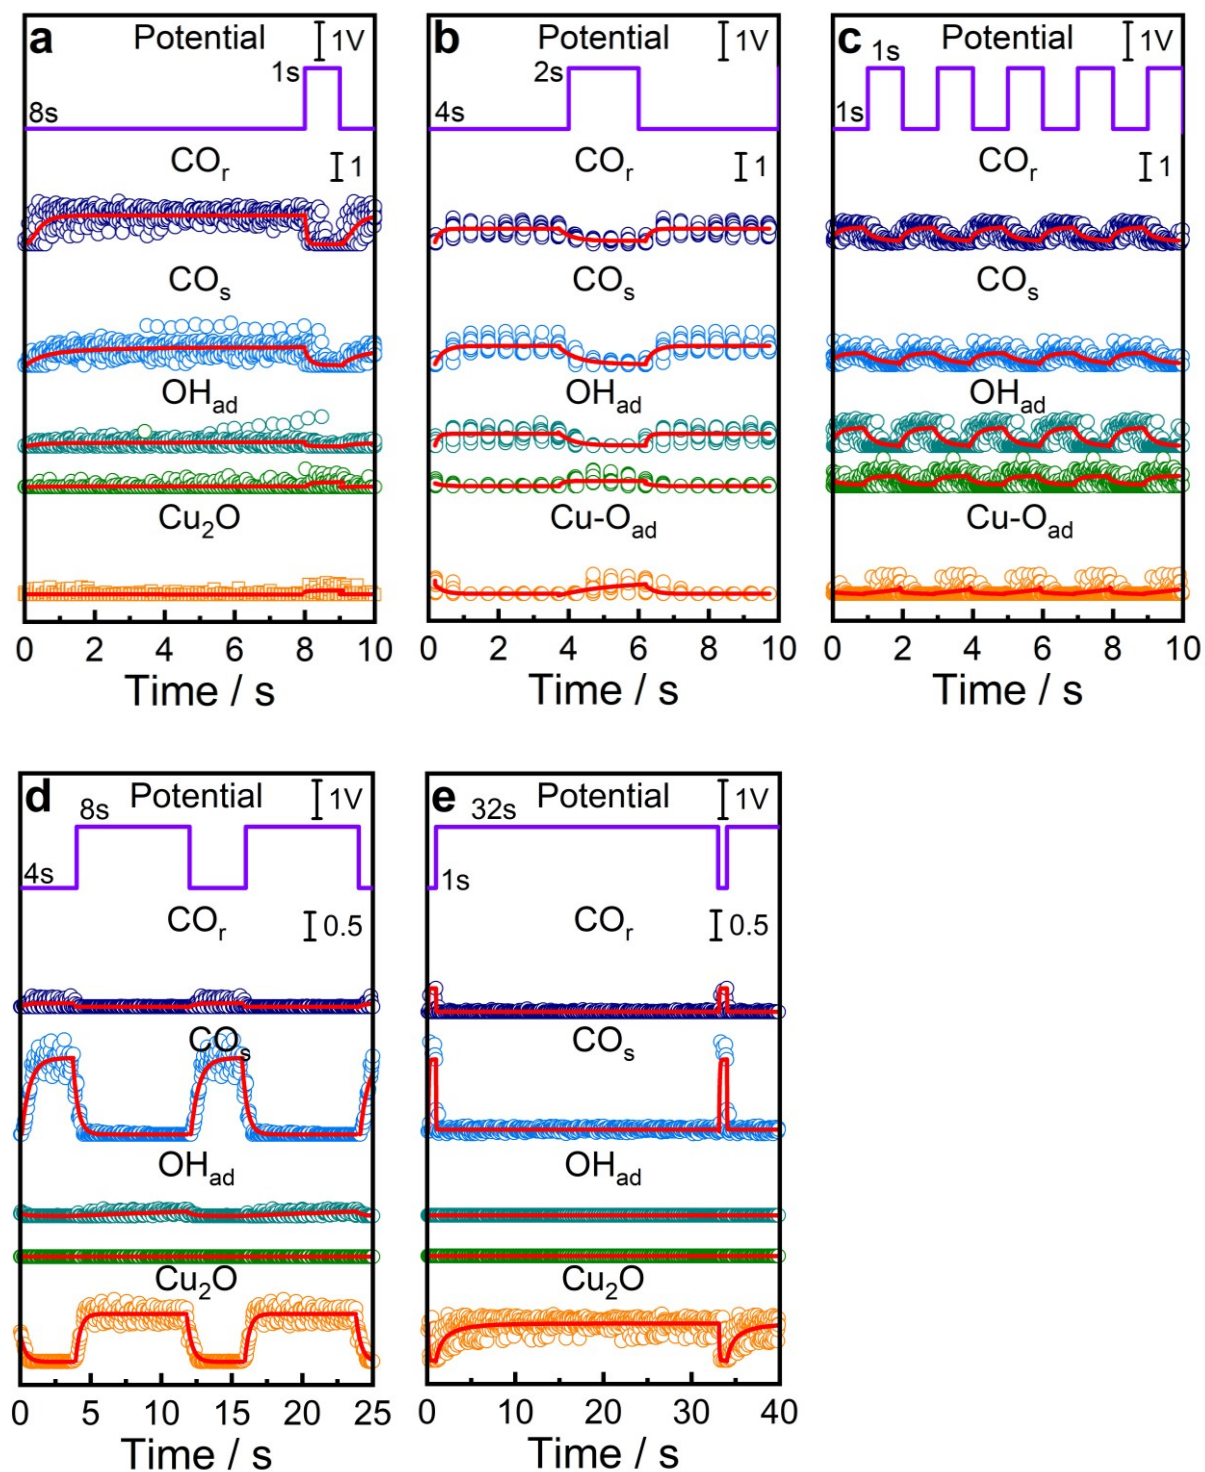 a Potential 1V
1s
8s
COr
1
COs
OHad
Cu2O
0 2 4 6 8 10
Time / s
b Potential 1V
2s
4s
COr
1
COs
OHad
Cu-Oad
0 2 4 6 8 10
Time / s
c Potential 1V
1s
1s
COr
1
COs
OHad
Cu-Oad
0 2 4 6 8 10
Time / s
d Potential 1V
8s
4s
COr
0.5
COs
OHad
Cu2O
0 5 10 15 20 25
Time / s
e 32s Potential 1V
1s
COr
0.5
COs
OHad
Cu2O
0 10 20 30 40
Time / s